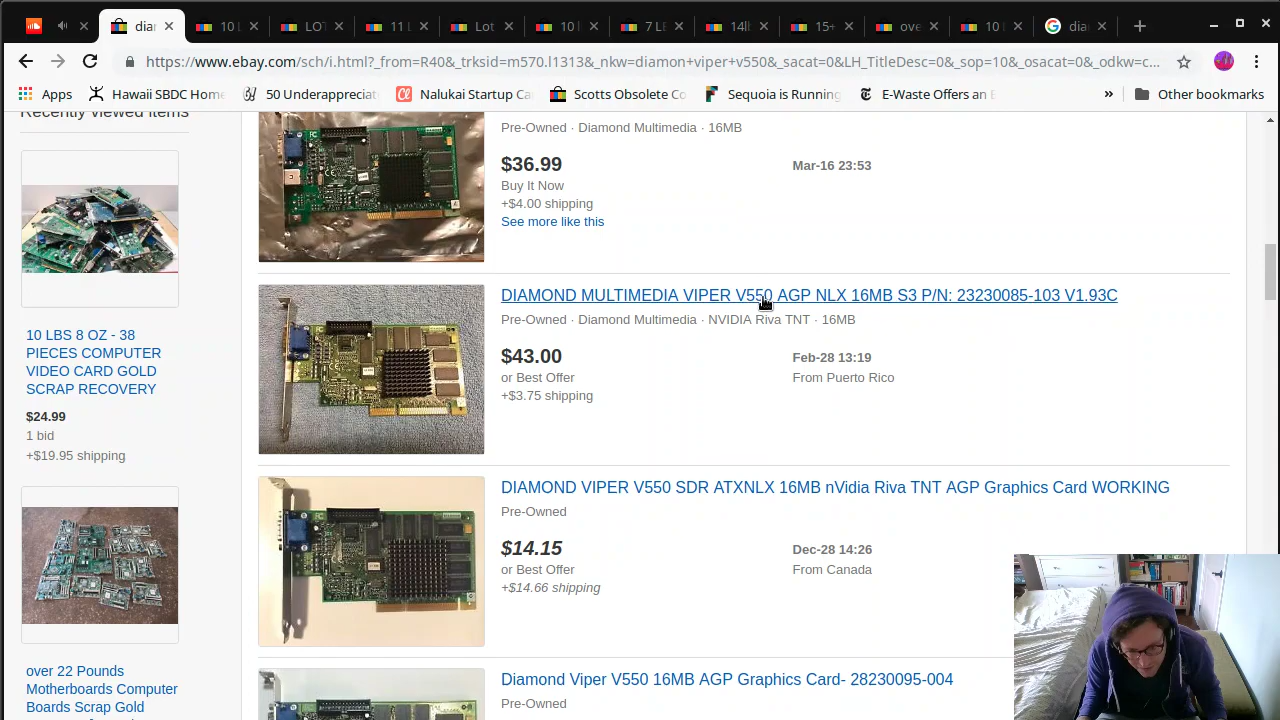 diar
10 L
LOT
11 L
Lot
10 l
7 LE
14lb
15+
ove
10 L
dia
https://www.ebay.com/sch/i.html?_from=R40&_trksid=m570.l1313&_nkw=diamon+viper+v550&_sacat=0&LH_TitleDesc=0&_sop=10&_osacat=0&_odkw=c...
Apps
Hawaii SBDC Hom
50 Underappreciat
Nalukai Startup Ca
Scotts Obsolete Co
Sequoia is Running
E-Waste Offers an E
»
Other bookmarks
Recently viewed items
10 LBS 8 OZ - 38
PIECES COMPUTER
VIDEO CARD GOLD
SCRAP RECOVERY
$24.99
1 bid
+$19.95 shipping
over 22 Pounds
Motherboards Computer
Boards Scrap Gold
Pre-Owned · Diamond Multimedia · 16MB
$36.99
Mar-16 23:53
Buy It Now
+$4.00 shipping
See more like this
DIAMOND MULTIMEDIA VIPER V550 AGP NLX 16MB S3 P/N: 23230085-103 V1.93C
Pre-Owned · Diamond Multimedia · NVIDIA Riva TNT · 16MB
$43.00
Feb-28 13:19
or Best Offer
From Puerto Rico
+$3.75 shipping
DIAMOND VIPER V550 SDR ATXNLX 16MB nVidia Riva TNT AGP Graphics Card WORKING
Pre-Owned
$14.15
Dec-28 14:26
or Best Offer
From Canada
+$14.66 shipping
Diamond Viper V550 16MB AGP Graphics Card- 28230095-004
Pre-Owned